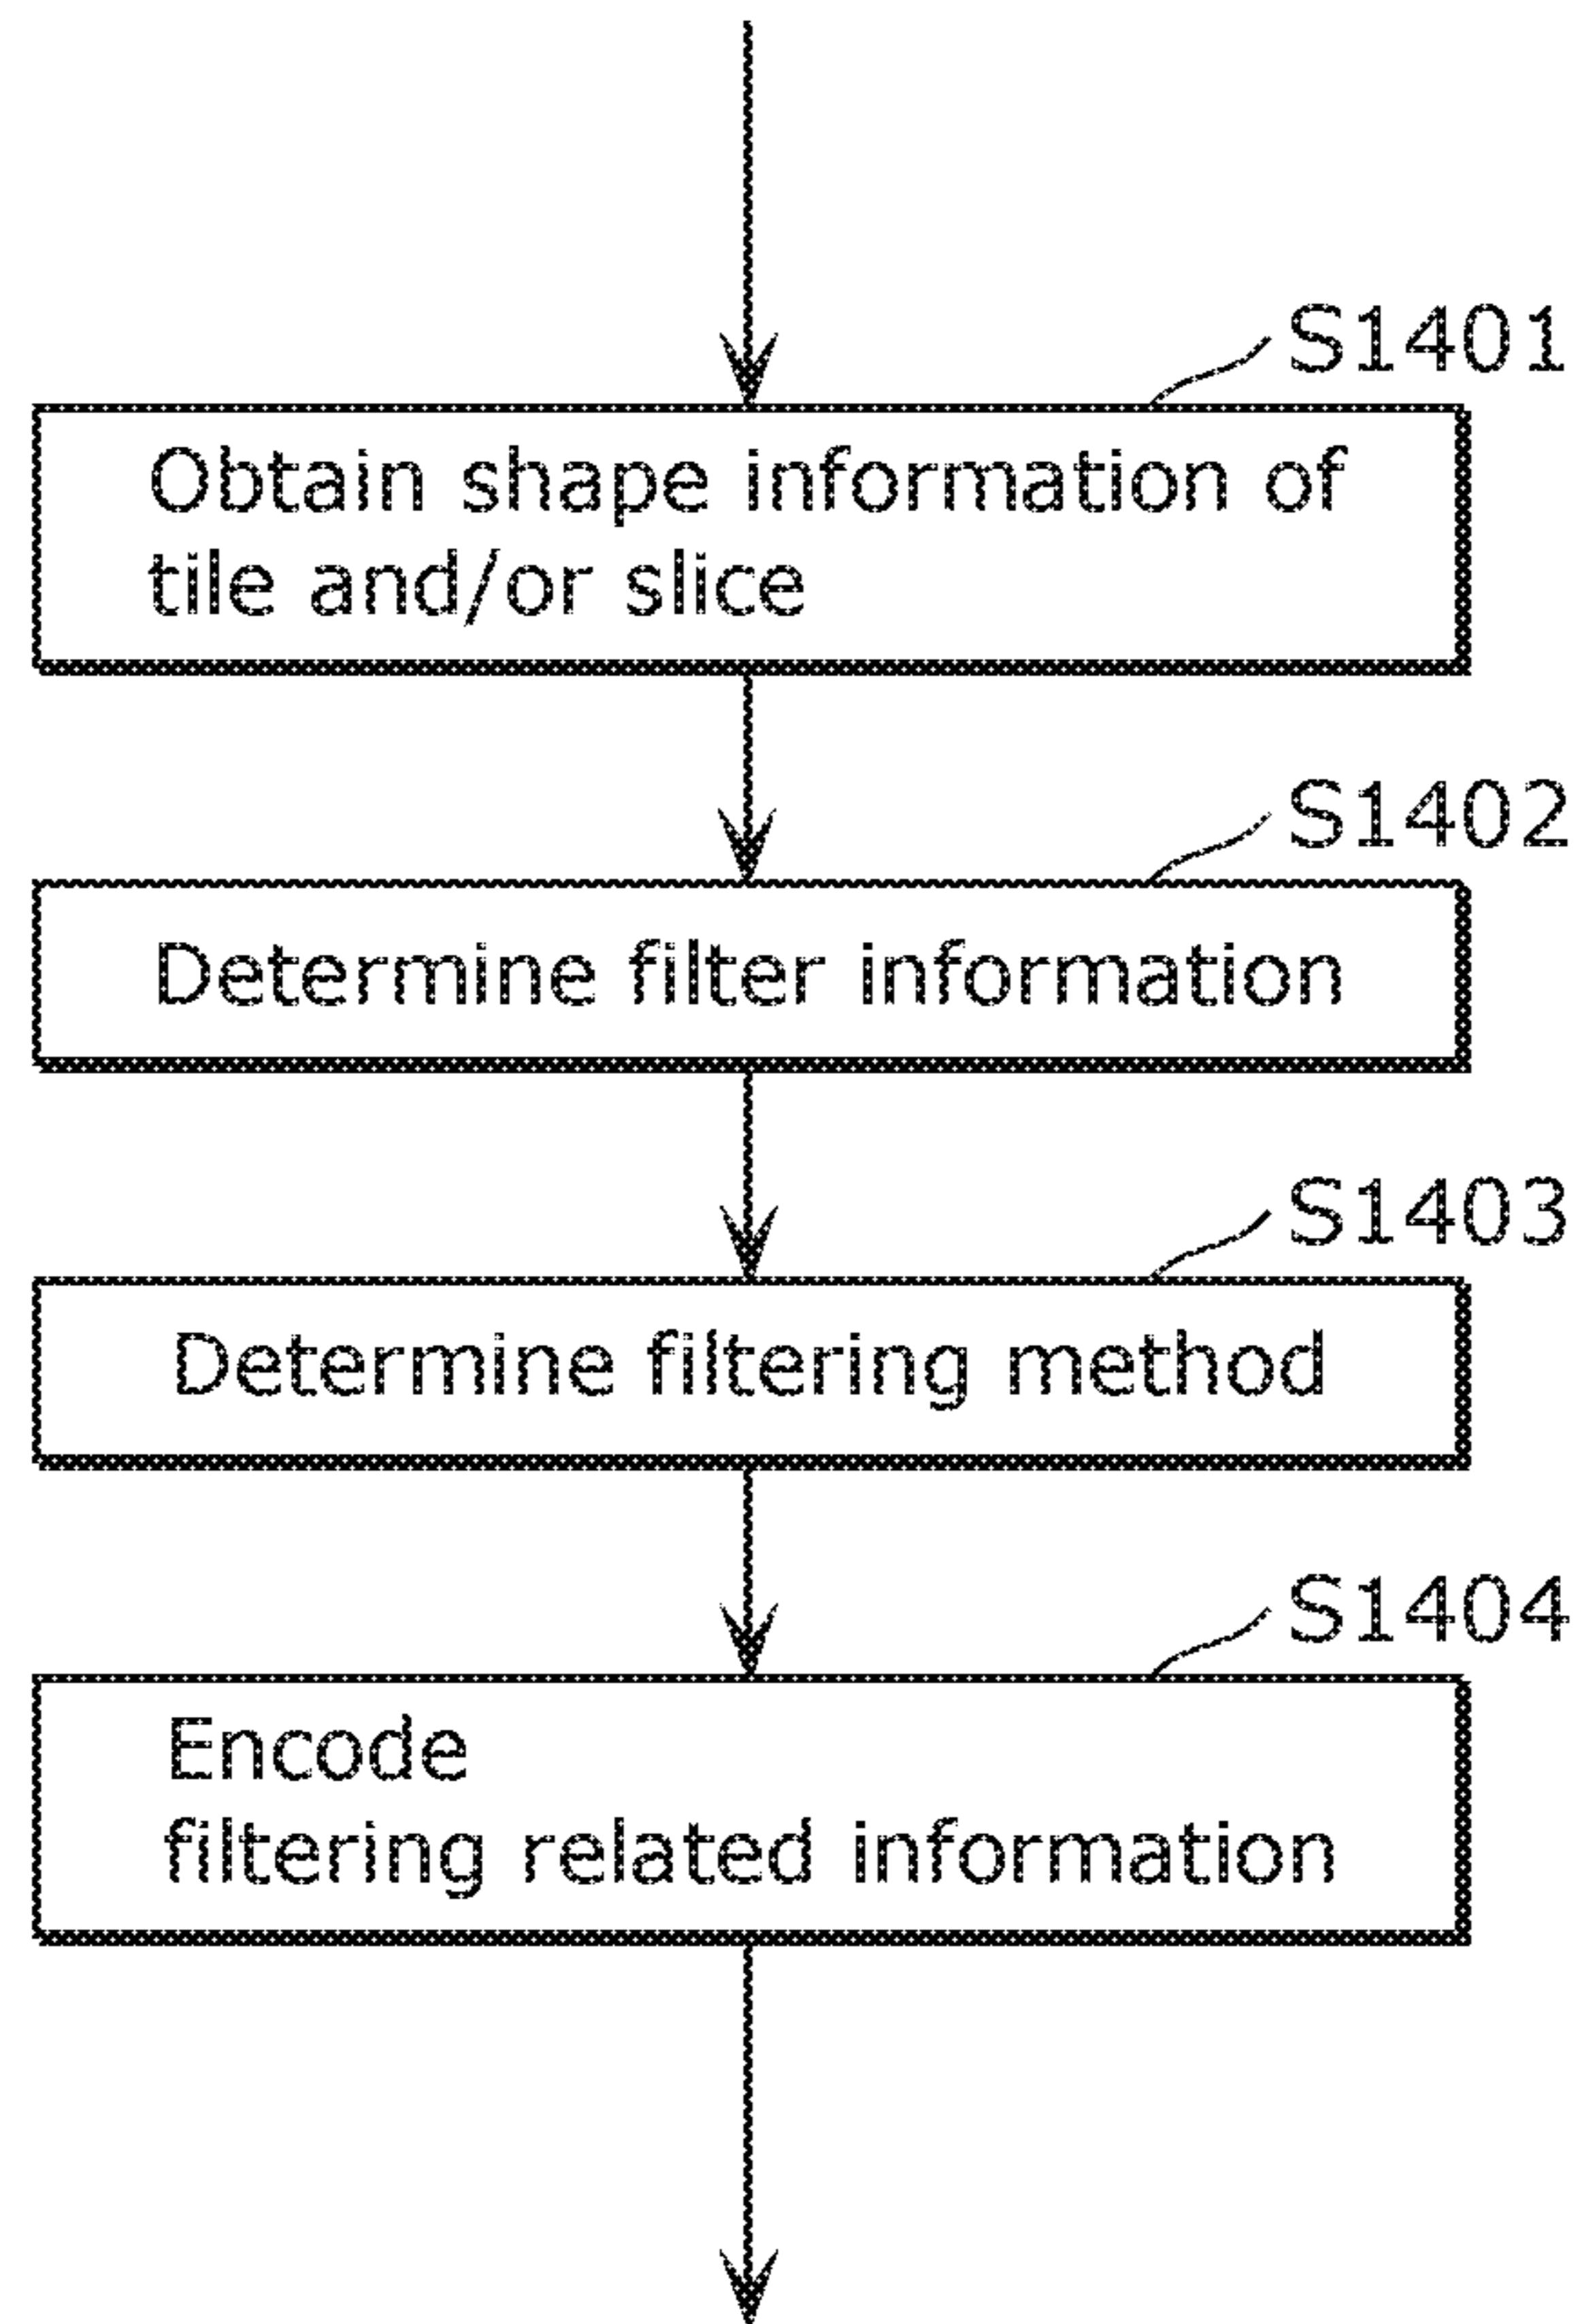 S1401
Obtain shape information of
tile and/or slice
S1402
Determine filter information
S1403
Determine filtering method
S1404
Encode
filtering related information